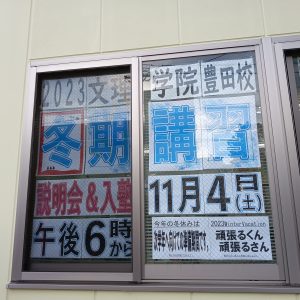 2023文理学院豊田校
冬期講習
説明会＆入塾
11月4日(土)
午後6時から
今年の冬休みは
2023WinterVacation
頑張るくん
頑張るさん